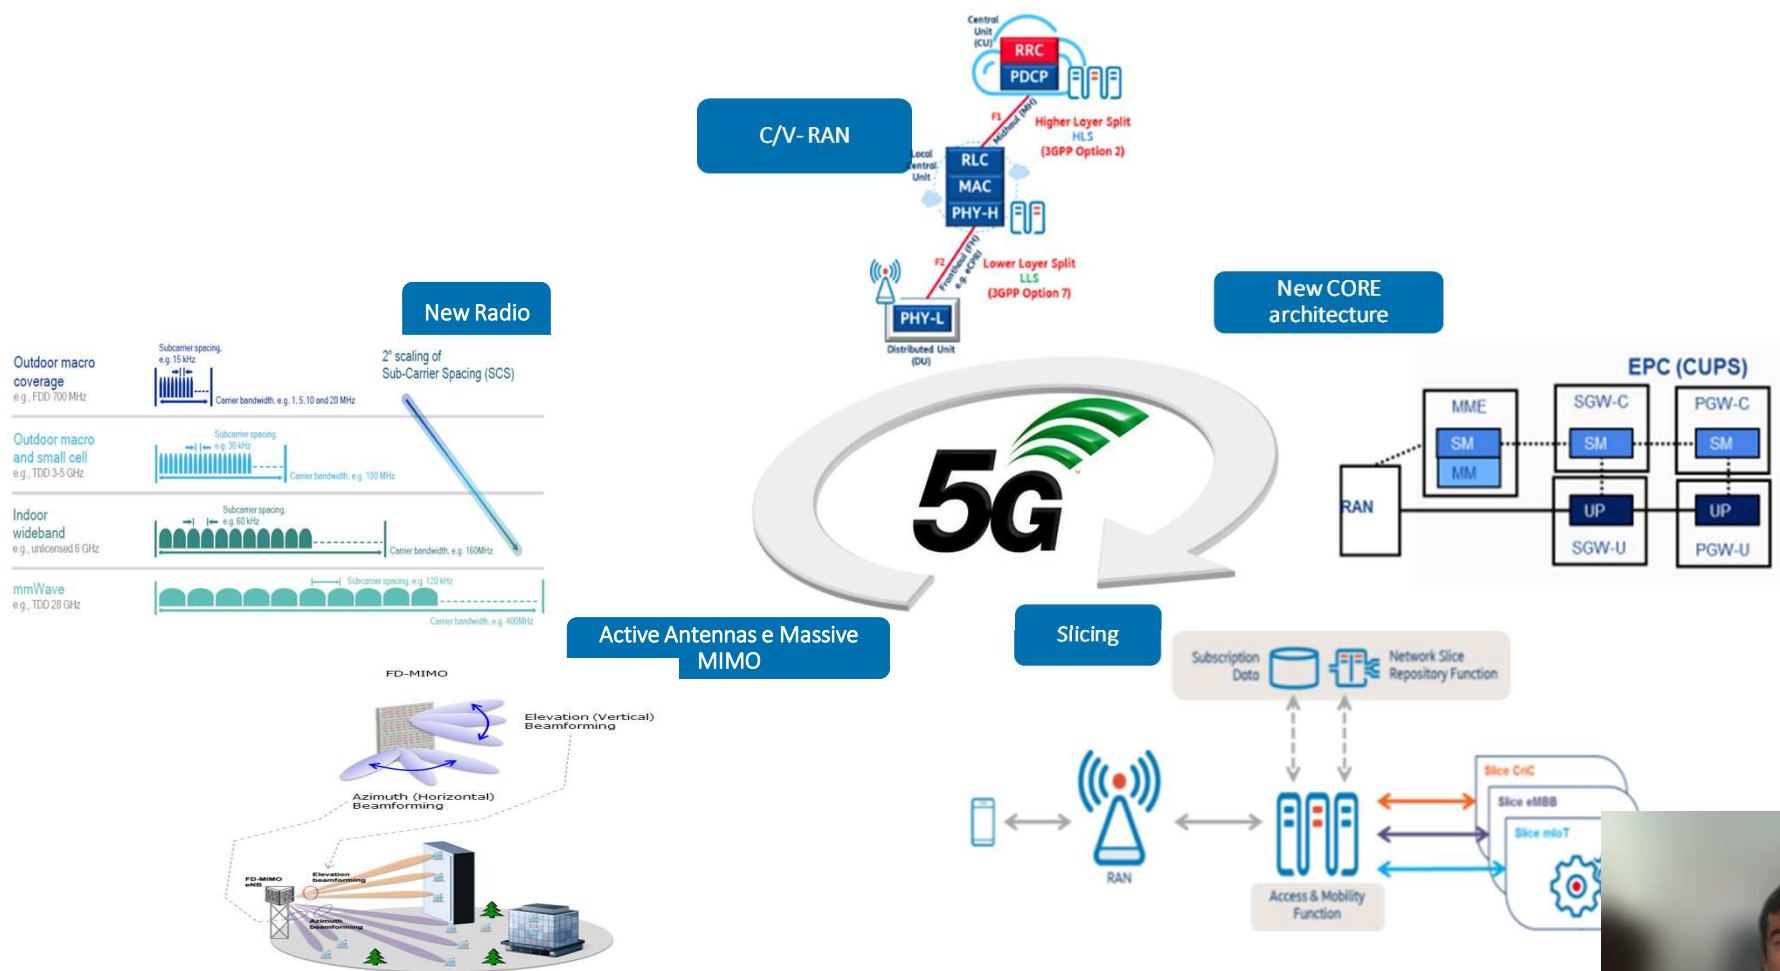 Central
Unit
(CU)
RRC
PDCP
F1
Midhaul (MH)
Higher Layer Split
HLS
(3GPP Option 2)
C/V- RAN
Local
Central
Unit
RLC
MAC
PHY-H
F2
Fronthaul (FH)
e.g. eCPRI
Lower Layer Split
LLS
(3GPP Option 7)
PHY-L
Distributed Unit
(DU)
New Radio
Outdoor macro
coverage
e.g., FDD 700 MHz
Subcarrier spacing,
e.g. 15 kHz
Carrier bandwidth, e.g. 1, 5, 10 and 20 MHz
2ⁿ scaling of
Sub-Carrier Spacing (SCS)
Outdoor macro
and small cell
e.g., TDD 3-5 GHz
Subcarrier spacing,
e.g. 30 kHz
Carrier bandwidth, e.g. 100 MHz
Indoor
wideband
e.g., unlicensed 6 GHz
Subcarrier spacing,
e.g. 60 kHz
Carrier bandwidth, e.g. 160MHz
mmWave
e.g., TDD 28 GHz
Subcarrier spacing, e.g. 120 kHz
Carrier bandwidth, e.g. 400MHz
5G
New CORE
architecture
EPC (CUPS)
MME
SM
MM
SGW-C
SM
PGW-C
SM
RAN
UP
SGW-U
UP
PGW-U
Active Antennas e Massive
MIMO
FD-MIMO
Elevation (Vertical)
Beamforming
Azimuth (Horizontal)
Beamforming
FD-MIMO
eNB
Elevation
beamforming
Azimuth
beamforming
Slicing
Subscription
Data
Network Slice
Repository Function
RAN
Access & Mobility
Function
Slice CriC
Slice eMBB
Slice mIoT